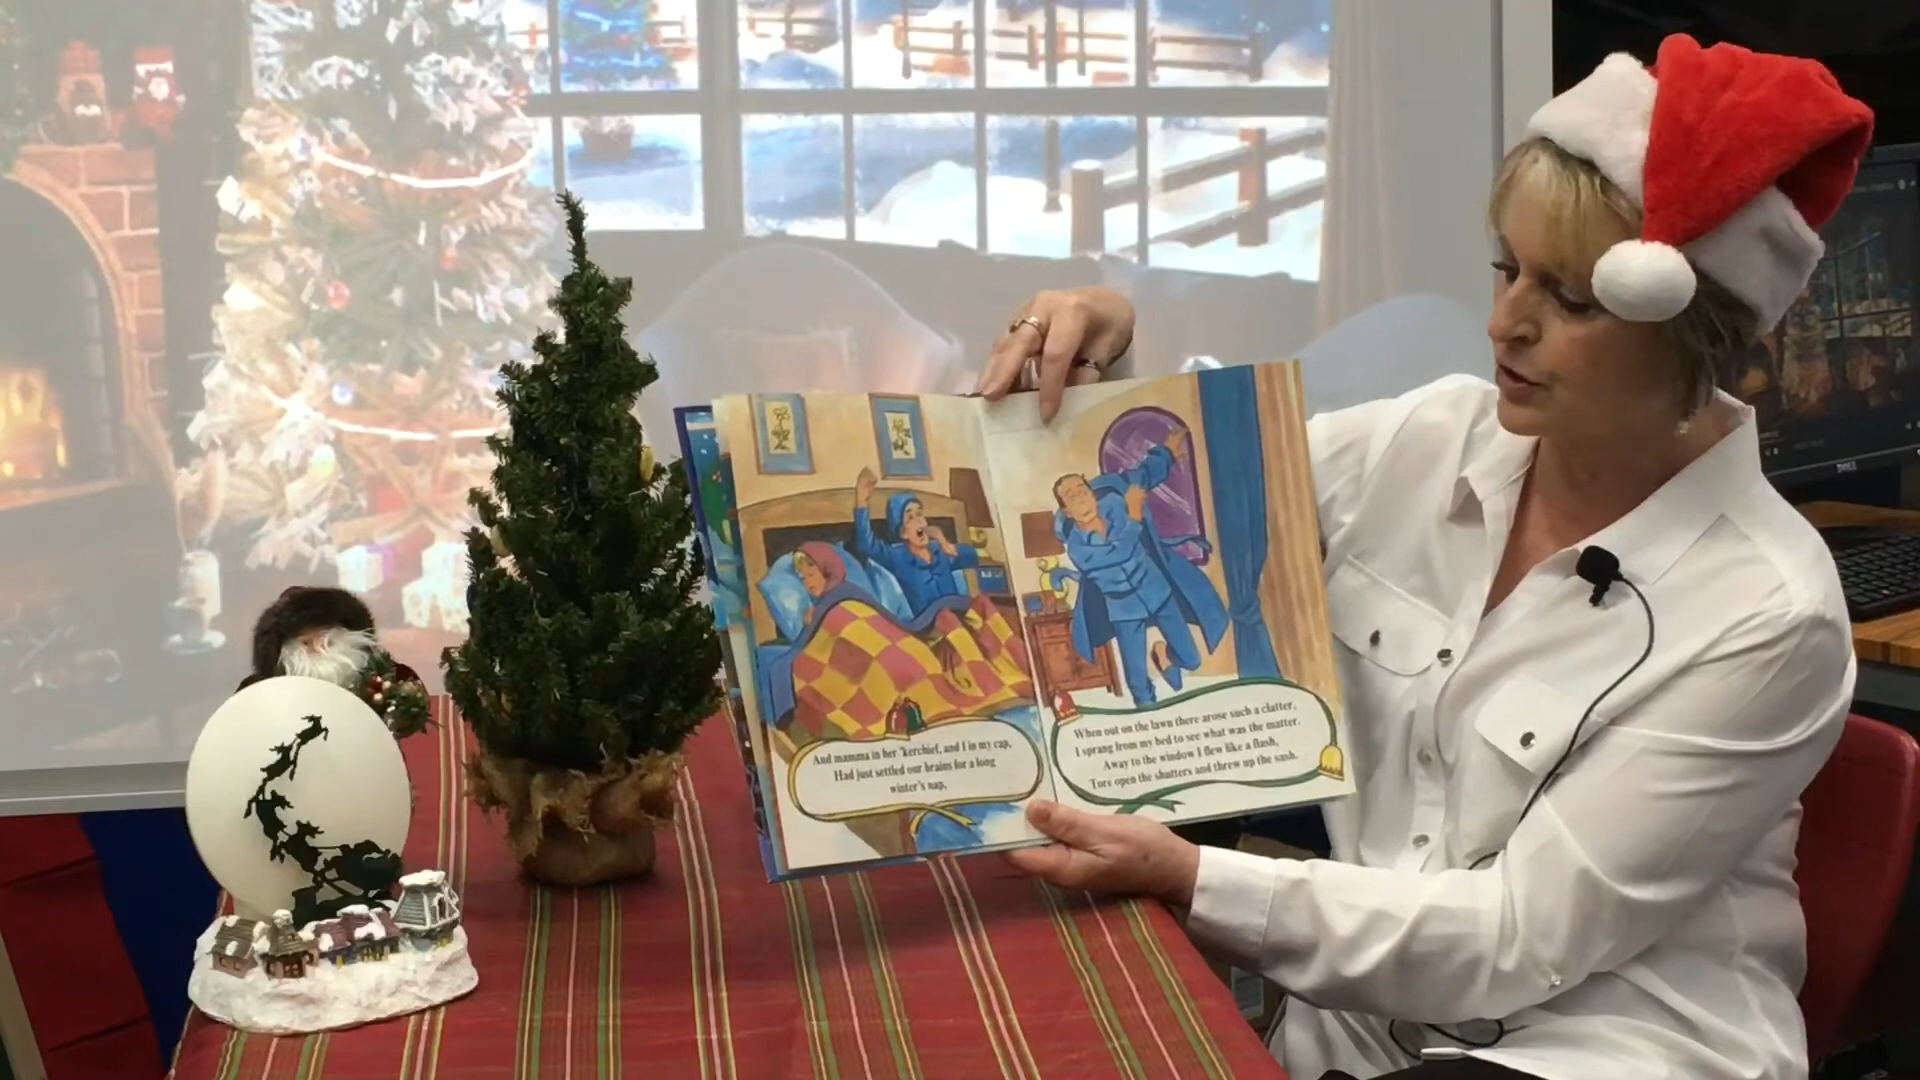 And mamma in her 'kerchief, and I in my cap,
Had just settled our brains for a long
winter's nap,
When out on the lawn there arose such a clatter,
I sprang from my bed to see what was the matter.
Away to the window I flew like a flash,
Tore open the shutters and threw up the sash.
DELL